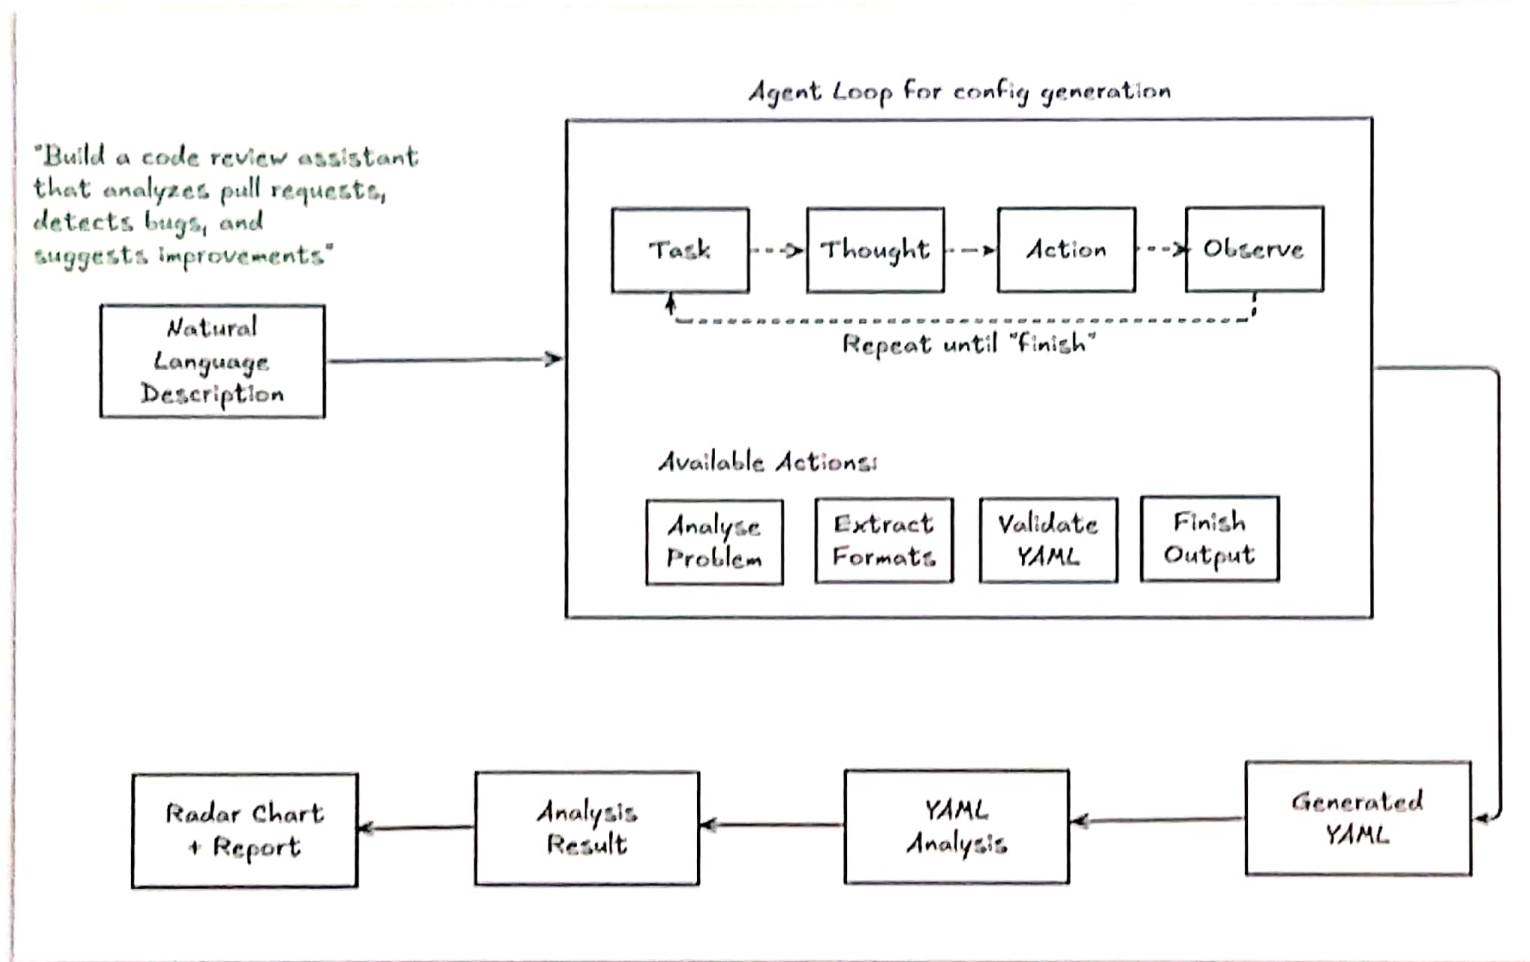 Agent Loop for config generation
"Build a code review assistant
that analyzes pull requests,
detects bugs, and
suggests improvements"
Natural
Language
Description
Task
Thought
Action
Observe
Repeat until "finish"
Available Actions:
Analyse
Problem
Extract
Formats
Validate
YAML
Finish
Output
Radar Chart
+ Report
Analysis
Result
YAML
Analysis
Generated
YAML